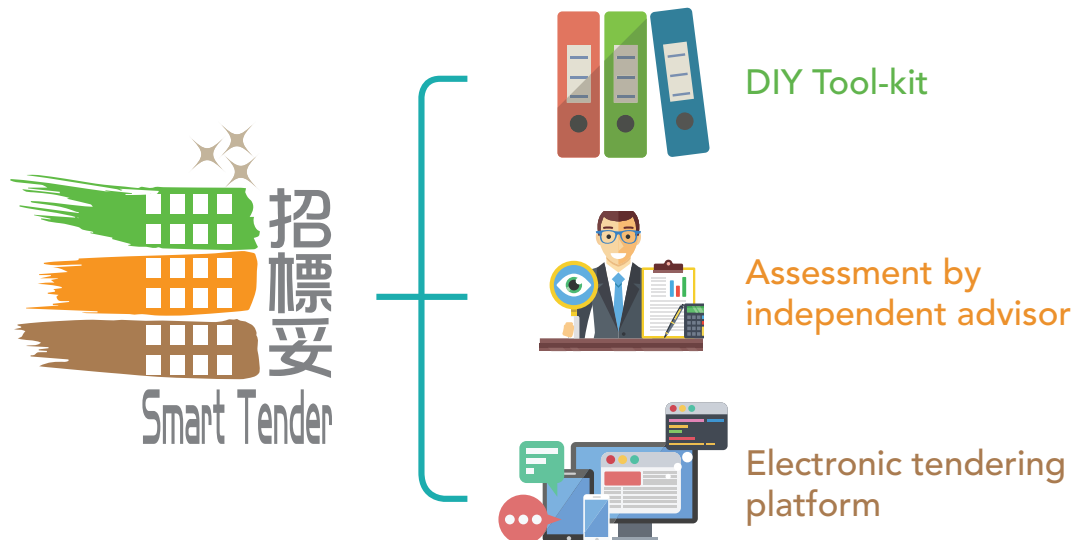 招
標
妥
Smart Tender
DIY Tool-kit
Assessment by
independent advisor
Electronic tendering
platform